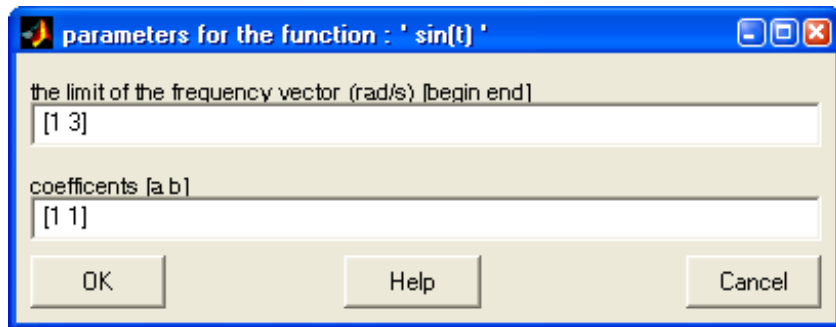 parameters for the function : ' sin(t) '
the limit of the frequency vector (rad/s) [begin end]
[1 3]
coefficents [a b]
[1 1]
OK Help Cancel